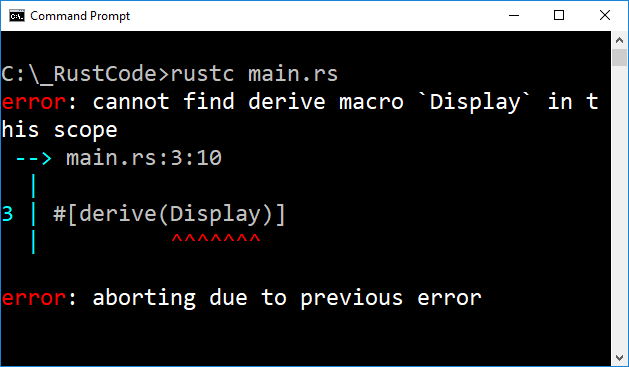 Command Prompt
C:\_RustCode>rustc main.rs
error: cannot find derive macro `Display` in t
his scope
 --> main.rs:3:10
  |
3 | #[derive(Display)]
  |          ^^^^^^^
error: aborting due to previous error